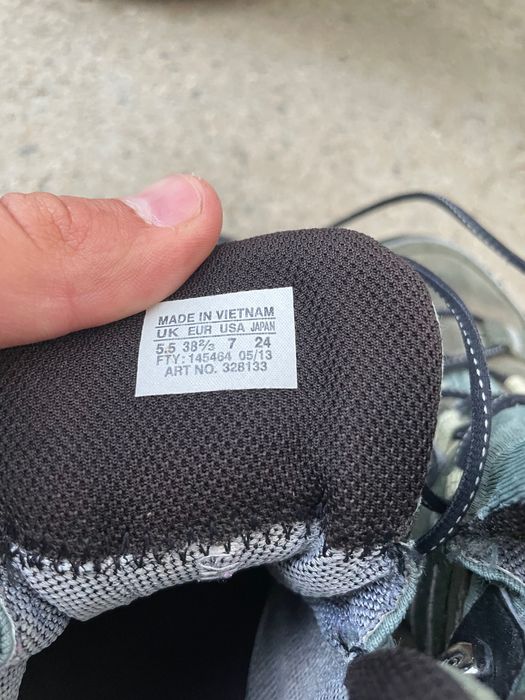 MADE IN VIETNAM
UK EUR USA JAPAN
5.5 38⅔ 7 24
FTY: 145464 05/13
ART NO. 328133